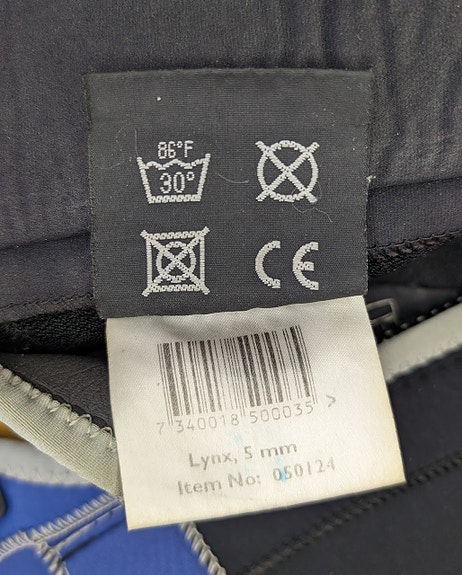 86°F
30°
CE
7 340018 500035 >
Lynx, 5 mm
Item No: 050124